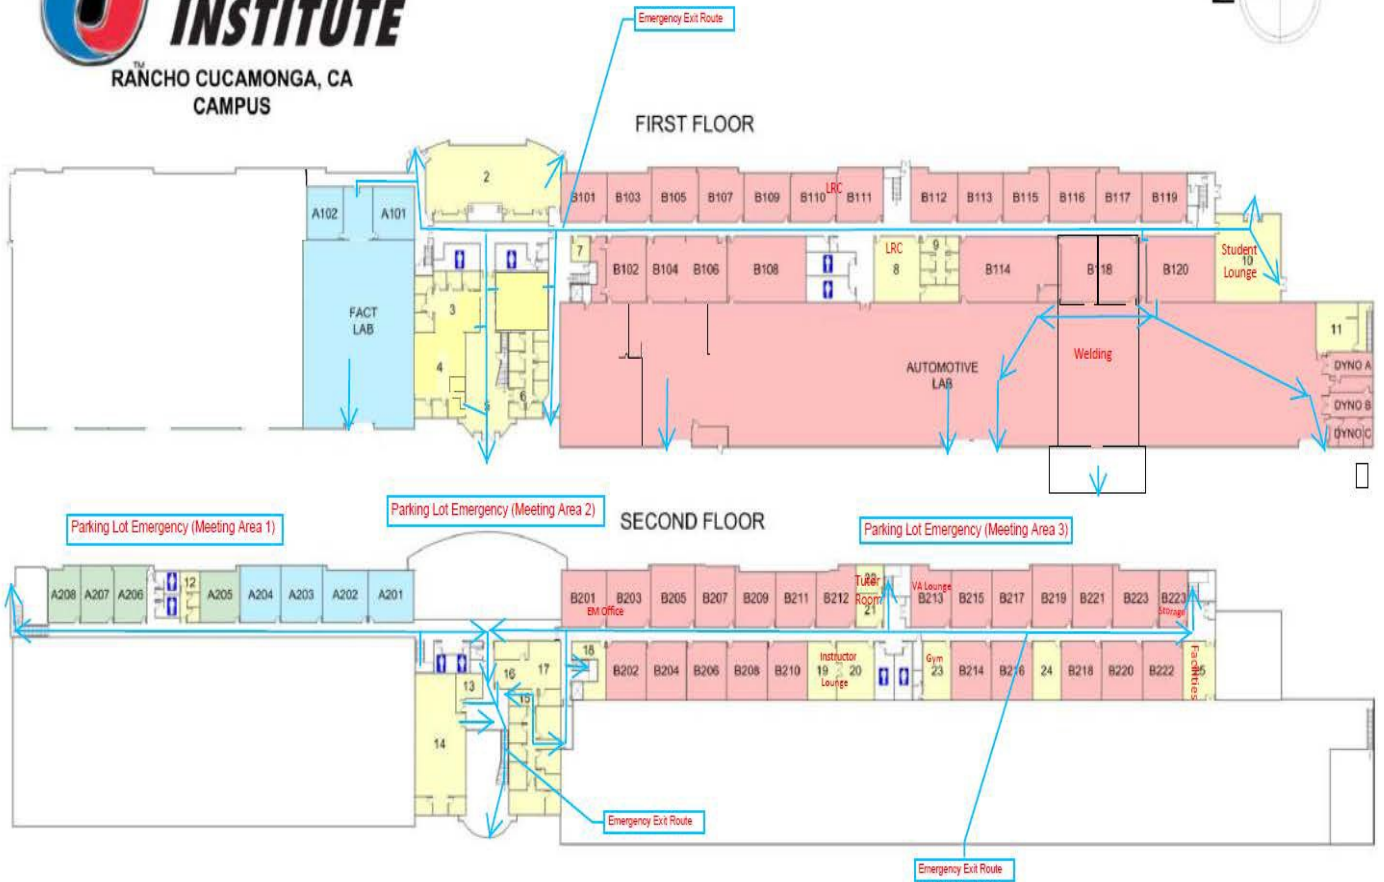 INSTITUTE
TM
RANCHO CUCAMONGA, CA
CAMPUS
Emergency Exit Route
FIRST FLOOR
2
A102
A101
B101
B103
B105
B107
B109
B110
LRC
B111
B112
B113
B115
B116
B117
B119
7
B102
B104
B106
B108
LRC
8
9
B114
B118
B120
Student
Lounge
10
3
FACT
LAB
4
5
6
AUTOMOTIVE
LAB
Welding
11
DYNO A
DYNO B
DYNO C
Parking Lot Emergency (Meeting Area 1)
Parking Lot Emergency (Meeting Area 2)
SECOND FLOOR
Parking Lot Emergency (Meeting Area 3)
A208
A207
A206
12
A205
A204
A203
A202
A201
B201
EM Office
B203
B205
B207
B209
B211
B212
22
Tutor
Room
21
VA Lounge
B213
B215
B217
B219
B221
B223
B223
Storage
13
14
15
16
17
18
B202
B204
B206
B208
B210
Instructor
Lounge
19
20
Gym
23
B214
B216
24
B218
B220
B222
Facilities
25
Emergency Exit Route
Emergency Exit Route